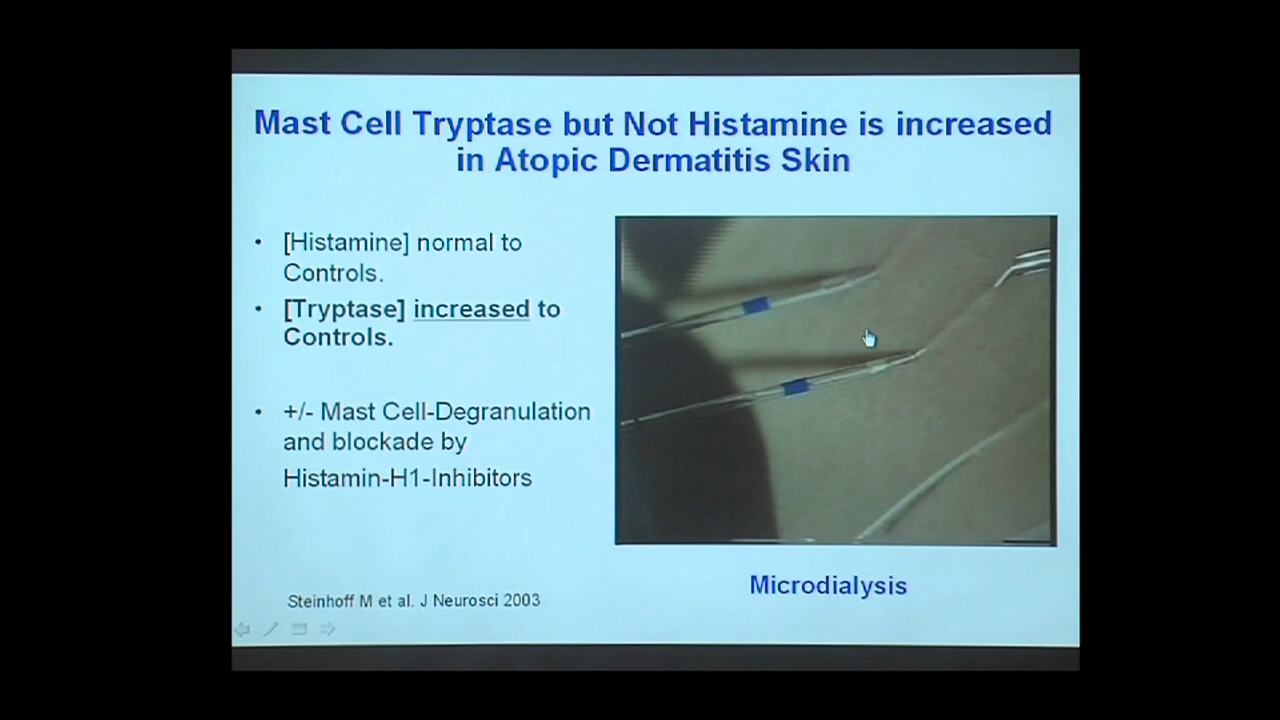 Mast Cell Tryptase but Not Histamine is increased
in Atopic Dermatitis Skin
• [Histamine] normal to
Controls.
• [Tryptase] increased to
Controls.
• +/- Mast Cell-Degranulation
and blockade by
Histamin-H1-Inhibitors
Steinhoff M et al. J Neurosci 2003
Microdialysis